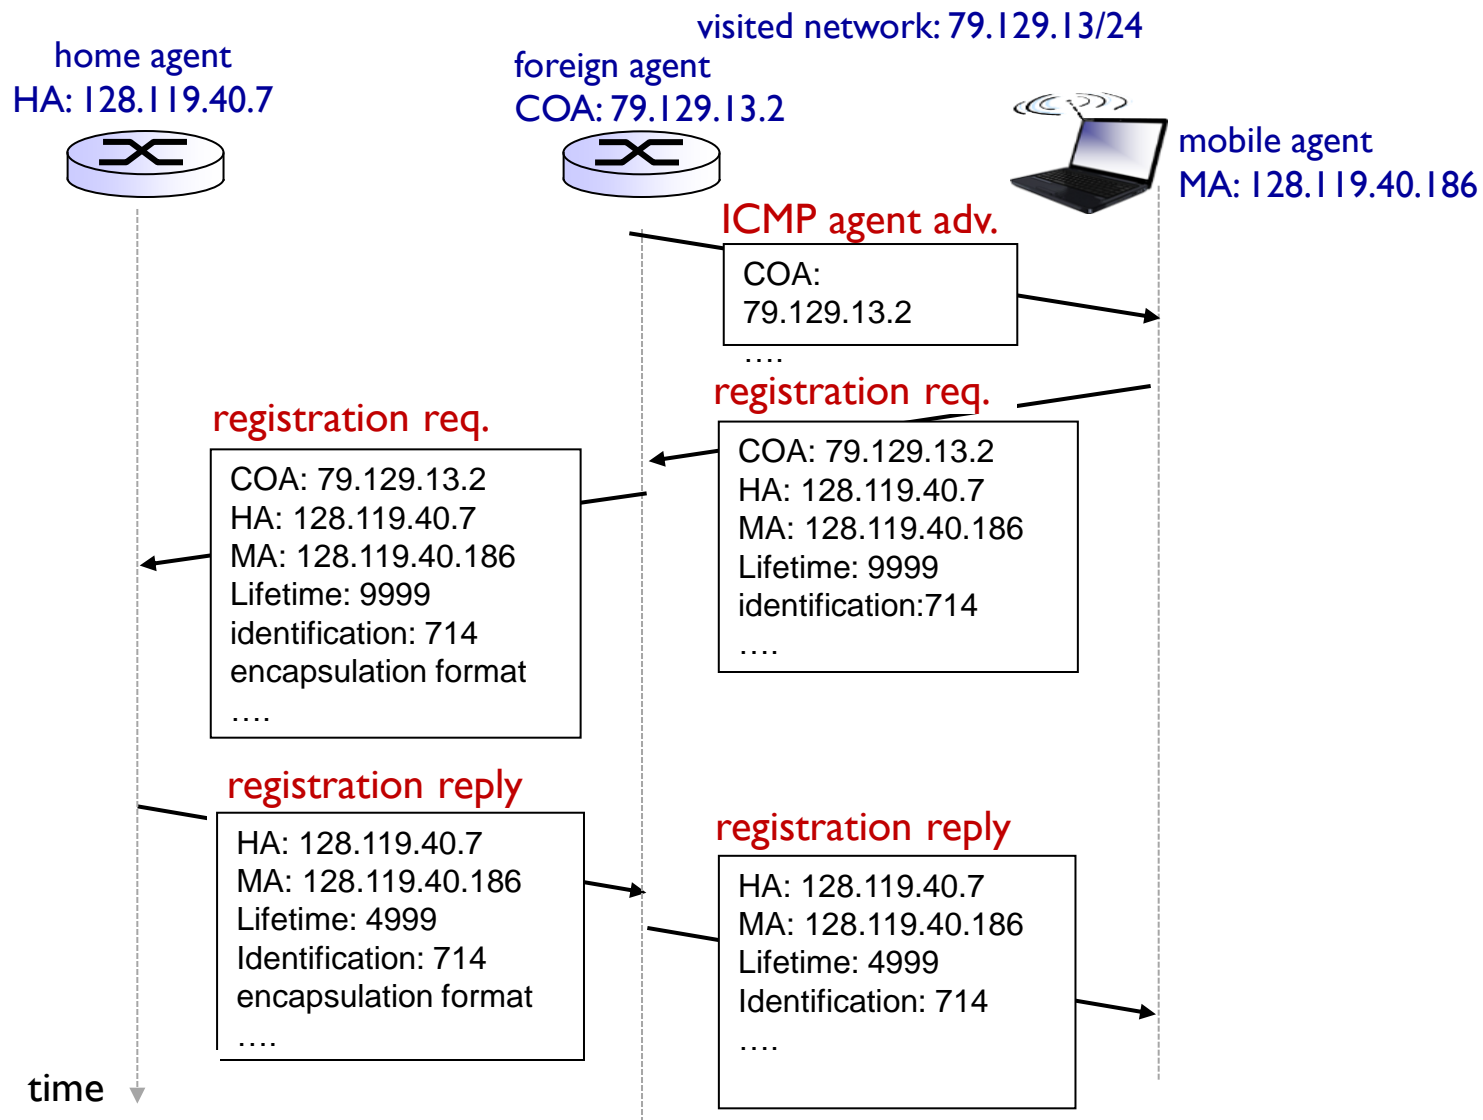 visited network: 79.129.13/24
home agent
HA: 128.119.40.7
foreign agent
COA: 79.129.13.2
mobile agent
MA: 128.119.40.186
ICMP agent adv.
COA:
79.129.13.2
….
registration req.
COA: 79.129.13.2
HA: 128.119.40.7
MA: 128.119.40.186
Lifetime: 9999
identification:714
….
registration req.
COA: 79.129.13.2
HA: 128.119.40.7
MA: 128.119.40.186
Lifetime: 9999
identification: 714
encapsulation format
….
registration reply
HA: 128.119.40.7
MA: 128.119.40.186
Lifetime: 4999
Identification: 714
encapsulation format
….
registration reply
HA: 128.119.40.7
MA: 128.119.40.186
Lifetime: 4999
Identification: 714
….
time